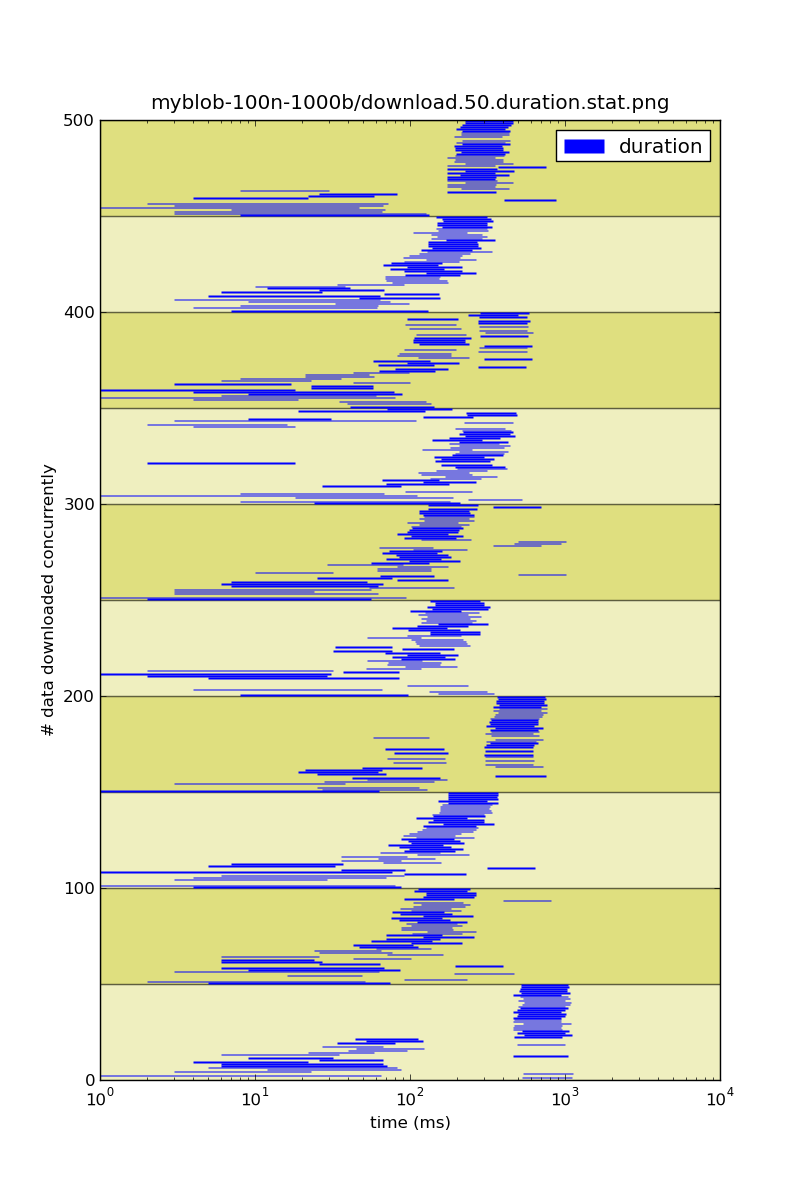 myblob-100n-1000b/download.50.duration.stat.png
duration
500
400
300
200
100
0
# data downloaded concurrently
10^0 10^1 10^2 10^3 10^4
time (ms)